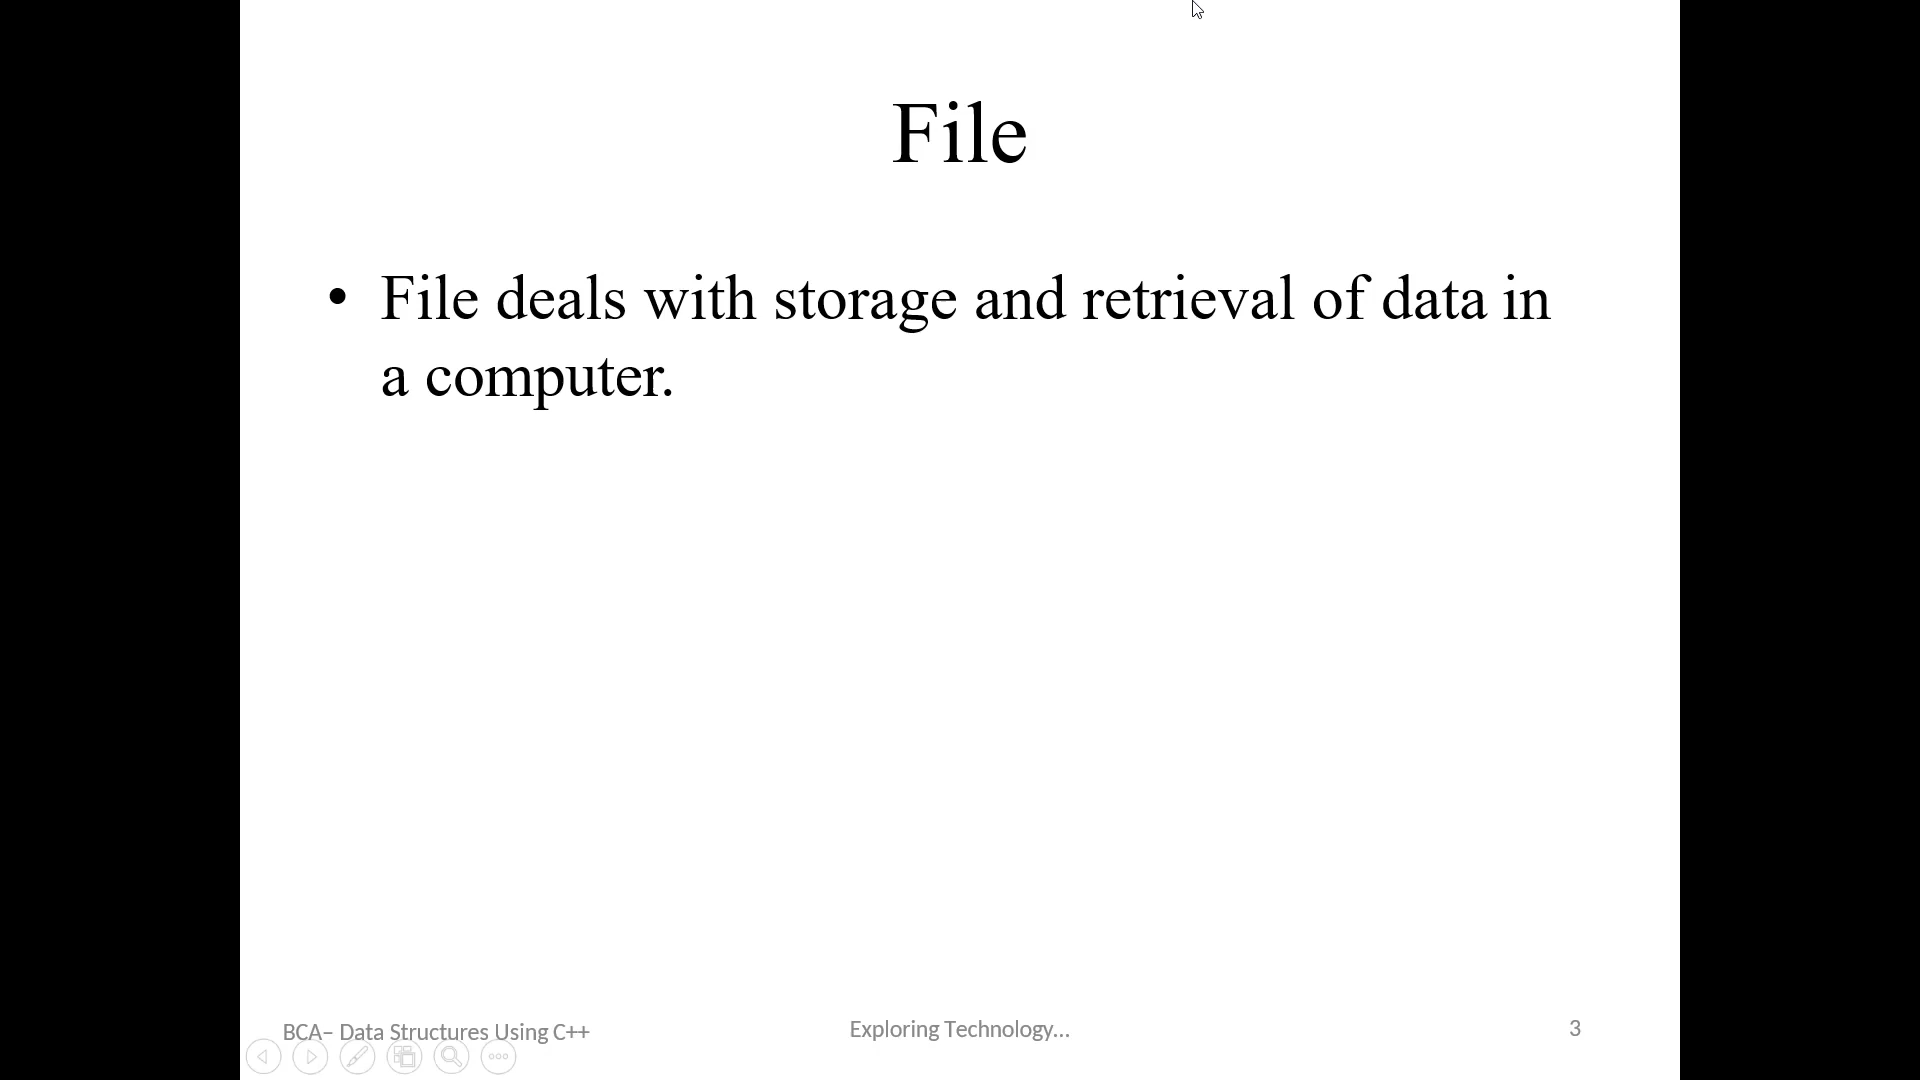 File
• File deals with storage and retrieval of data in
a computer.
BCA– Data Structures Using C++
Exploring Technology...
3